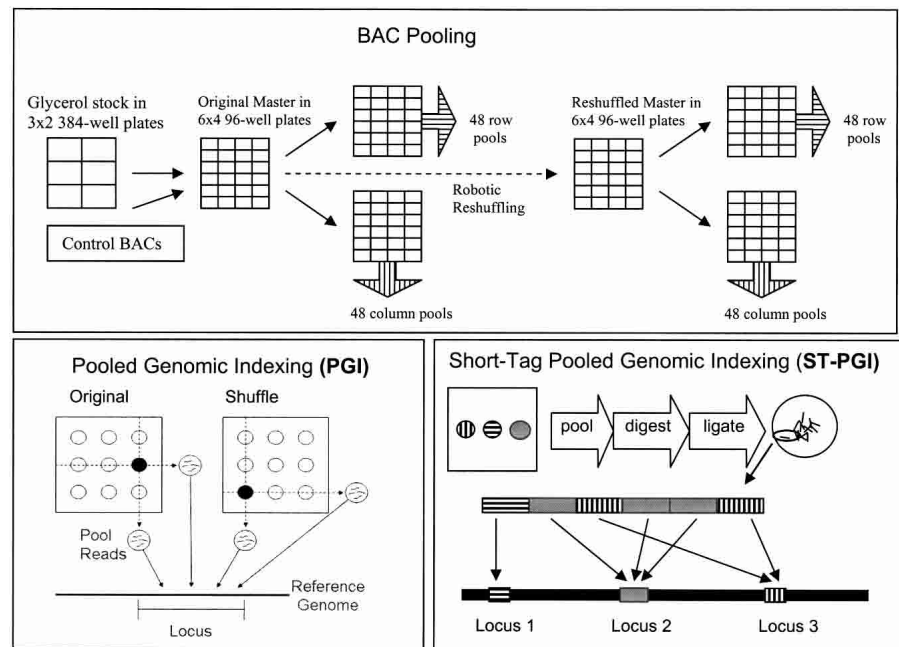 BAC Pooling
Glycerol stock in
3x2 384-well plates
Control BACs
Original Master in
6x4 96-well plates
48 row
pools
48 column pools
Robotic
Reshuffling
Reshuffled Master in
6x4 96-well plates
48 row
pools
48 column pools
Pooled Genomic Indexing (PGI)
Original
Shuffle
Pool
Reads
Reference
Genome
Locus
Short-Tag Pooled Genomic Indexing (ST-PGI)
pool
digest
ligate
Locus 1
Locus 2
Locus 3